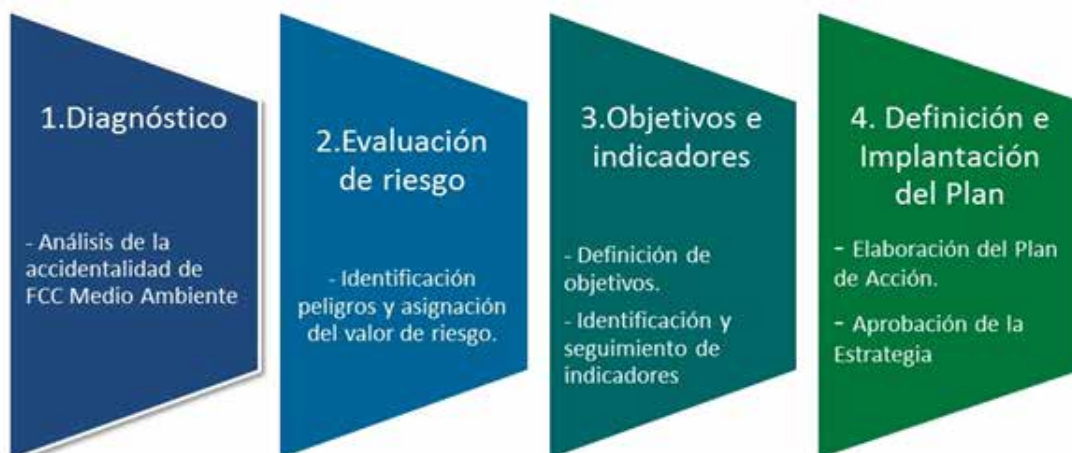 1.Diagnóstico
- Análisis de la
accidentalidad de
FCC Medio Ambiente
2.Evaluación
de riesgo
- Identificación
peligros y asignación
del valor de riesgo.
3.Objetivos e
indicadores
- Definición de
objetivos.
- Identificación y
seguimiento de
indicadores
4. Definición e
Implantación
del Plan
- Elaboración del Plan
de Acción.
- Aprobación de la
Estrategia